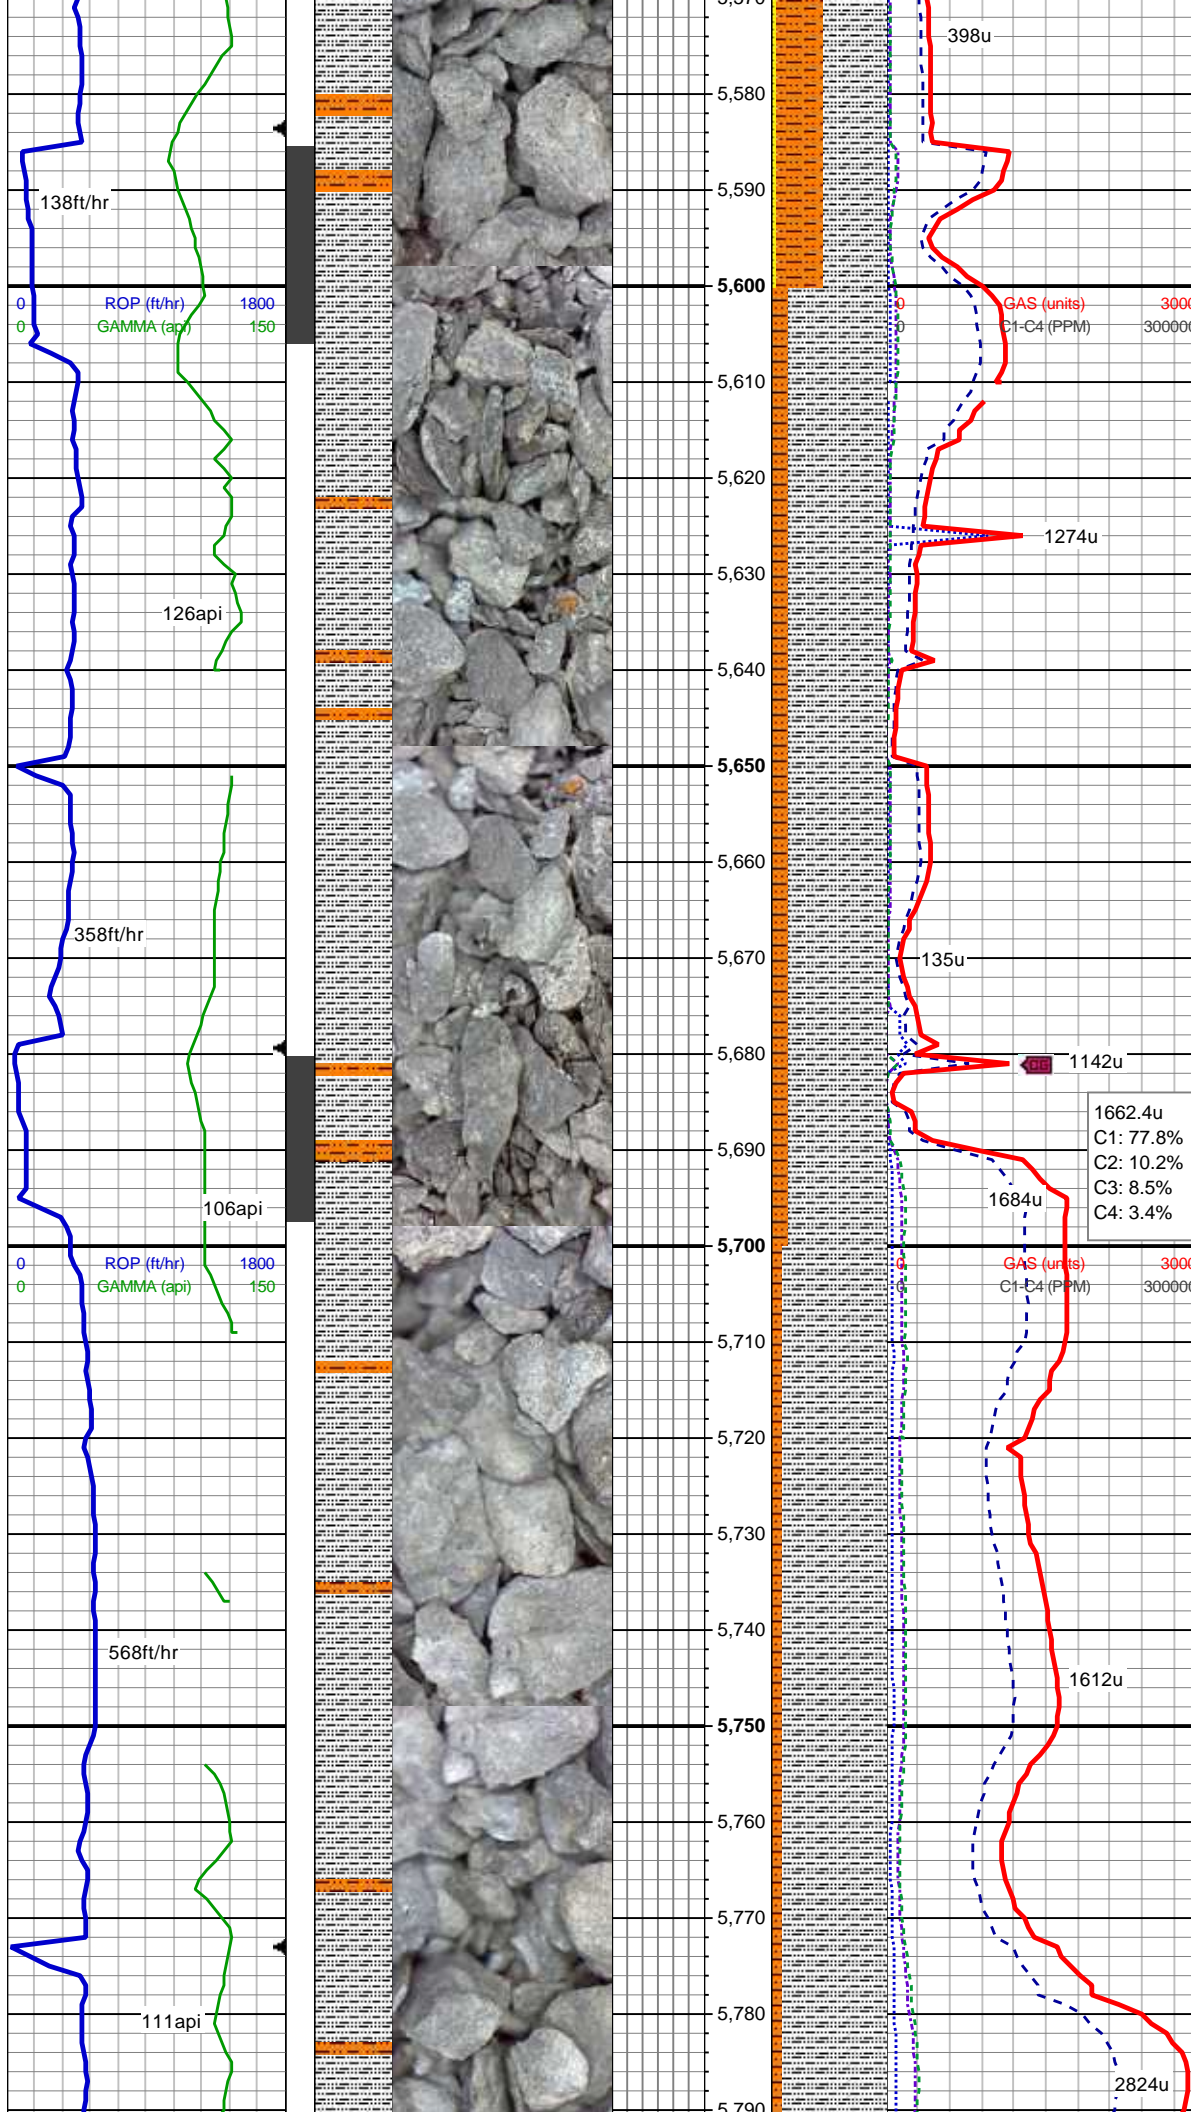 398u
5,580
138ft/hr
5,590
5,600
0 ROP (ft/hr) 1800
0 GAMMA (api) 150
0 GAS (units) 3000
0 C1-C4 (PPM) 300000
5,610
5,620
1274u
5,630
126api
5,640
5,650
5,660
358ft/hr
5,670
135u
5,680
CG
1142u
1662.4u
C1: 77.8%
C2: 10.2%
C3: 8.5%
C4: 3.4%
5,690
1684u
106api
5,700
0 ROP (ft/hr) 1800
0 GAMMA (api) 150
0 GAS (units) 3000
0 C1-C4 (PPM) 300000
5,710
5,720
5,730
5,740
568ft/hr
1612u
5,750
5,760
5,770
5,780
111api
2824u
5,790